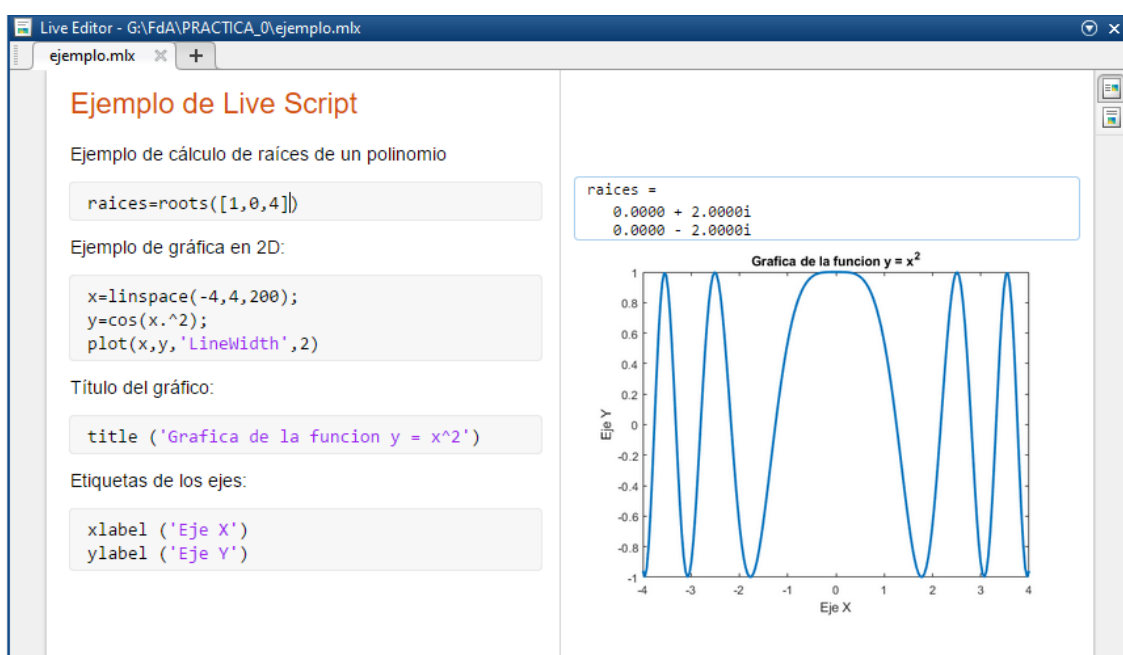 Live Editor - G:\FdA\PRACTICA_0\ejemplo.mlx
ejemplo.mlx
Ejemplo de Live Script
Ejemplo de cálculo de raíces de un polinomio
raices=roots([1,0,4])
Ejemplo de gráfica en 2D:
x=linspace(-4,4,200);
y=cos(x.^2);
plot(x,y,'LineWidth',2)
Título del gráfico:
title ('Grafica de la funcion y = x^2')
Etiquetas de los ejes:
xlabel ('Eje X')
ylabel ('Eje Y')
raices =
0.0000 + 2.0000i
0.0000 - 2.0000i
Grafica de la funcion y = x²
1
0.8
0.6
0.4
0.2
0
-0.2
-0.4
-0.6
-0.8
-1
Eje Y
-4 -3 -2 -1 0 1 2 3 4
Eje X